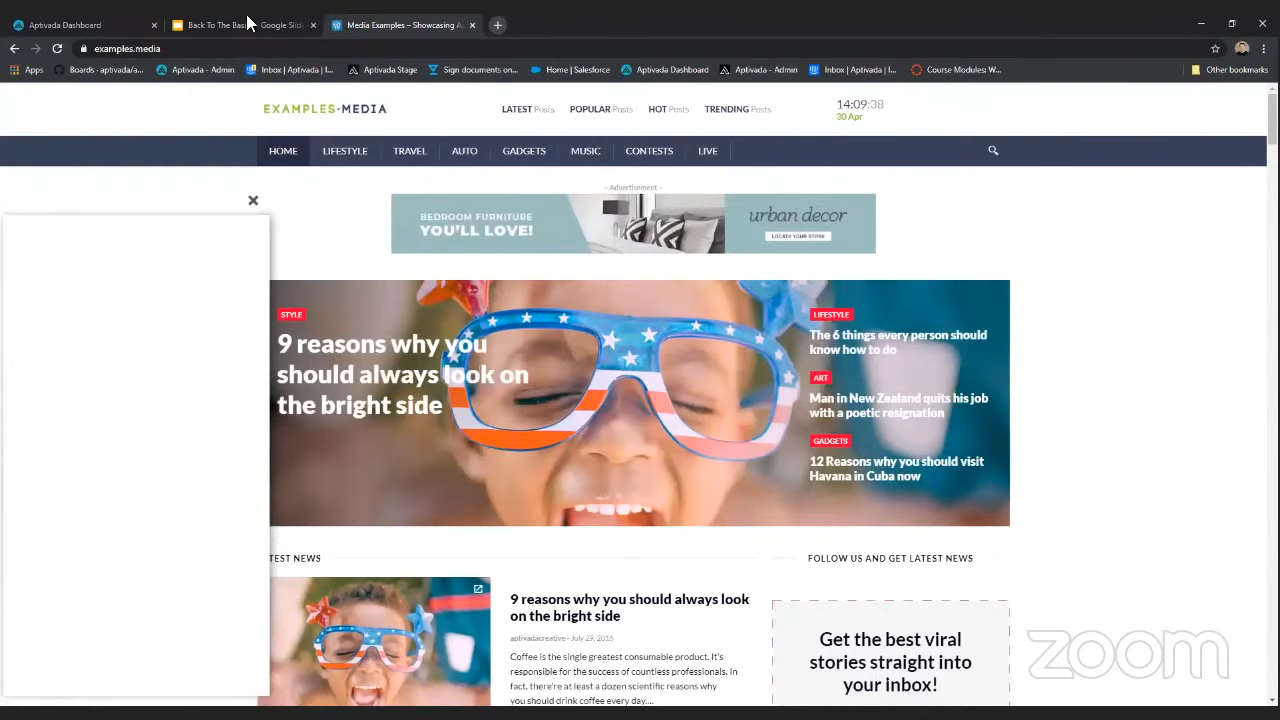 Aptivada Dashboard
Back To The Basi
Google Slid
Media Examples – Showcasing A
examples.media
Apps
Boards - aptivada/a...
Aptivada - Admin
Inbox | Aptivada | I...
Aptivada Stage
Sign documents on...
Home | Salesforce
Aptivada Dashboard
Aptivada - Admin
Inbox | Aptivada | I...
Course Modules: W...
Other bookmarks
EXAMPLES·MEDIA
LATEST Posts
POPULAR Posts
HOT Posts
TRENDING Posts
14:09:38
30 Apr
HOME
LIFESTYLE
TRAVEL
AUTO
GADGETS
MUSIC
CONTESTS
LIVE
- Advertisement -
BEDROOM FURNITURE
YOU'LL LOVE!
urban decor
LOCATE YOUR STORE
STYLE
9 reasons why you
should always look on
the bright side
LIFESTYLE
The 6 things every person should
know how to do
ART
Man in New Zealand quits his job
with a poetic resignation
GADGETS
12 Reasons why you should visit
Havana in Cuba now
TEST NEWS
FOLLOW US AND GET LATEST NEWS
9 reasons why you should always look
on the bright side
aptivadacreative - July 29, 2016
Coffee is the single greatest consumable product. It's
responsible for the success of countless professionals. In
fact, there're at least a dozen scientific reasons why
you should drink coffee every day....
Get the best viral
stories straight into
your inbox!
zoom